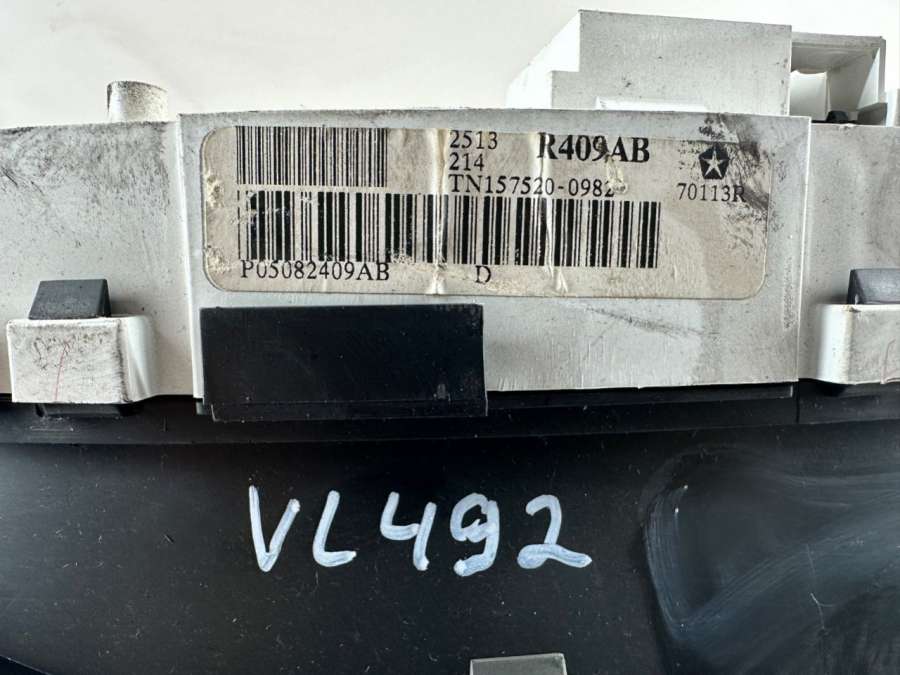 2513 R409AB
214
TN157520-0982
70113R
P05082409AB D
VL492